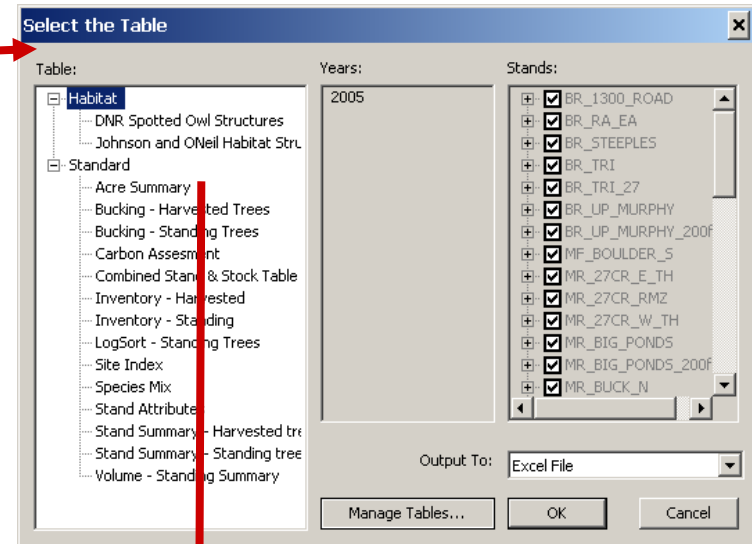 Select the Table
Table:
Habitat
DNR Spotted Owl Structures
Johnson and ONeil Habitat Stru
Standard
Acre Summary
Bucking - Harvested Trees
Bucking - Standing Trees
Carbon Assesment
Combined Stand & Stock Table
Inventory - Harvested
Inventory - Standing
LogSort - Standing Trees
Site Index
Species Mix
Stand Attributes
Stand Summary - Harvested tre
Stand Summary - Standing tree
Volume - Standing Summary
Years:
2005
Stands:
BR_1300_ROAD
BR_RA_EA
BR_STEEPLES
BR_TRI
BR_TRI_27
BR_UP_MURPHY
BR_UP_MURPHY_200f
MF_BOULDER_S
MR_27CR_E_TH
MR_27CR_RMZ
MR_27CR_W_TH
MR_BIG_PONDS
MR_BIG_PONDS_200f
MR_BUCK_N
Output To:
Excel File
Manage Tables...
OK
Cancel